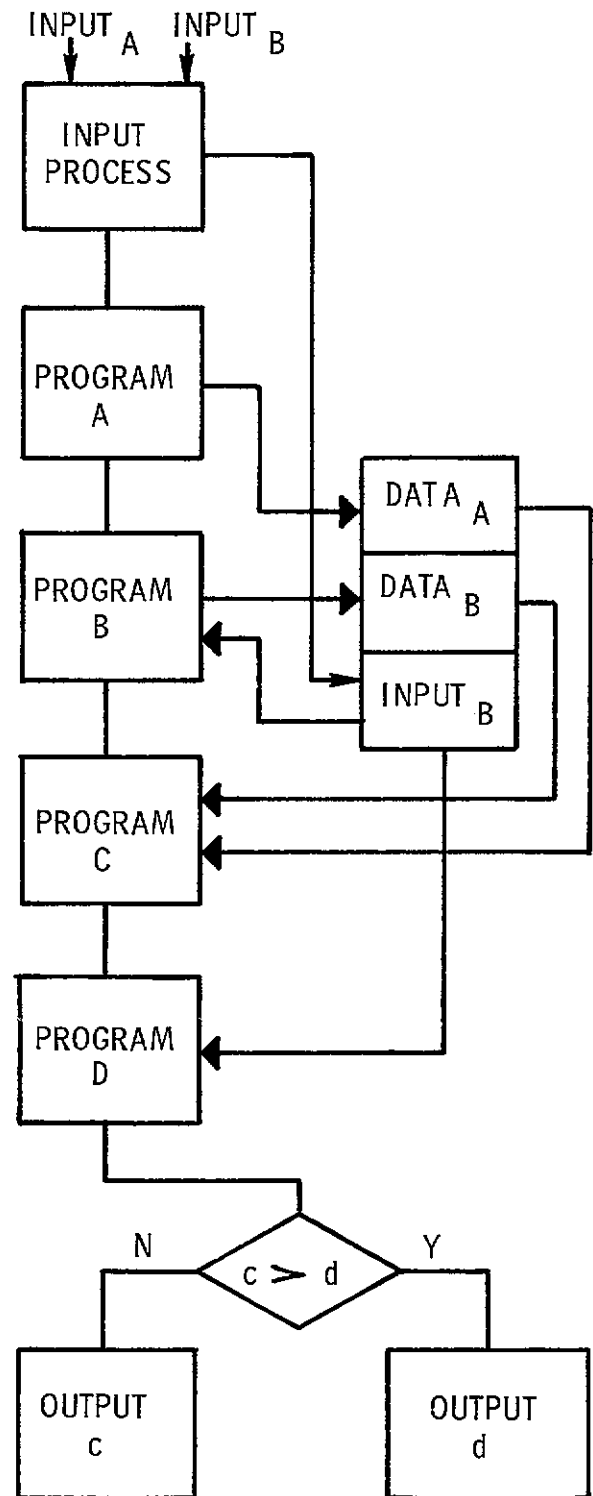 INPUT A INPUT B
INPUT
PROCESS
PROGRAM
A
DATA A
PROGRAM
B
DATA B
INPUT B
PROGRAM
C
PROGRAM
D
N
Y
c > d
OUTPUT
c
OUTPUT
d